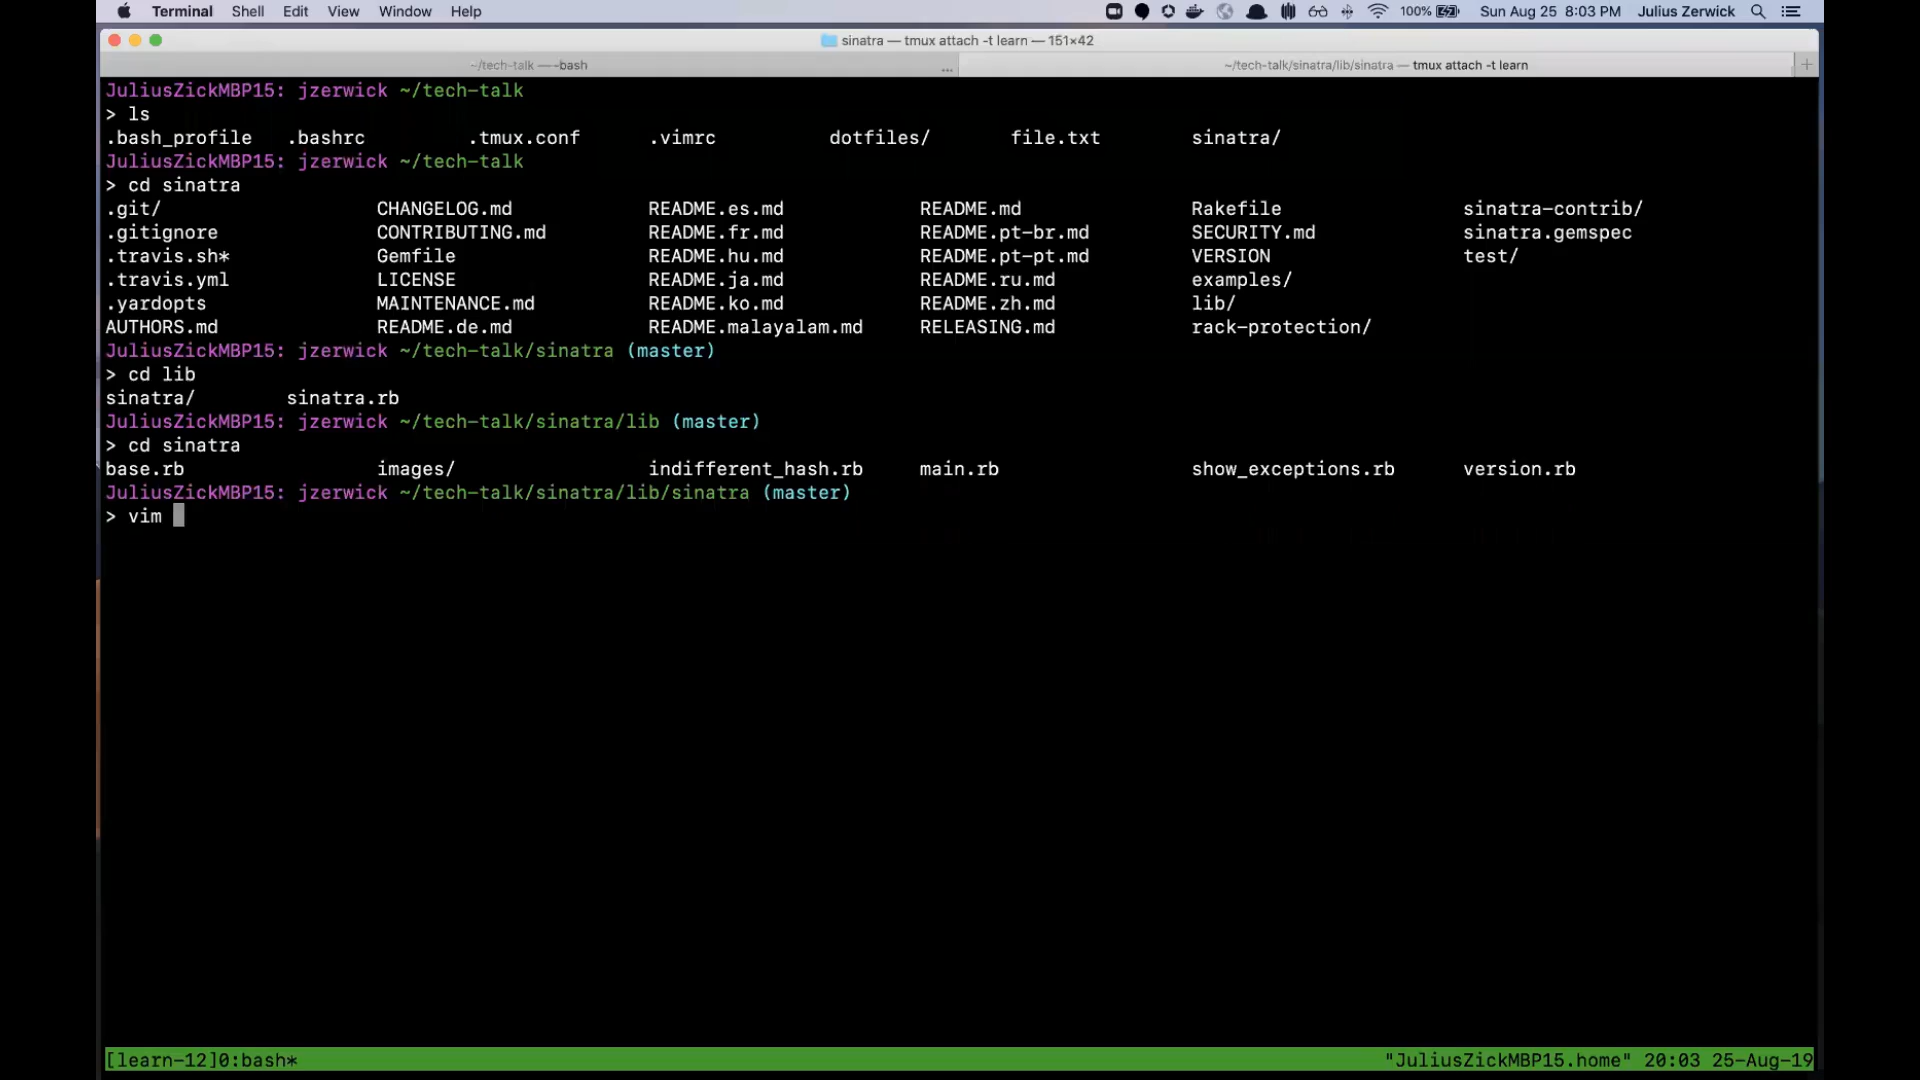 Terminal Shell Edit View Window Help 100% Sun Aug 25 8:03 PM Julius Zerwick
sinatra — tmux attach -t learn — 151×42
~/tech-talk — -bash ... ~/tech-talk/sinatra/lib/sinatra — tmux attach -t learn +
JuliusZickMBP15: jzerwick ~/tech-talk
> ls
.bash_profile .bashrc .tmux.conf .vimrc dotfiles/ file.txt sinatra/
JuliusZickMBP15: jzerwick ~/tech-talk
> cd sinatra
.git/ CHANGELOG.md README.es.md README.md Rakefile sinatra-contrib/
.gitignore CONTRIBUTING.md README.fr.md README.pt-br.md SECURITY.md sinatra.gemspec
.travis.sh* Gemfile README.hu.md README.pt-pt.md VERSION test/
.travis.yml LICENSE README.ja.md README.ru.md examples/
.yardopts MAINTENANCE.md README.ko.md README.zh.md lib/
AUTHORS.md README.de.md README.malayalam.md RELEASING.md rack-protection/
JuliusZickMBP15: jzerwick ~/tech-talk/sinatra (master)
> cd lib
sinatra/ sinatra.rb
JuliusZickMBP15: jzerwick ~/tech-talk/sinatra/lib (master)
> cd sinatra
base.rb images/ indifferent_hash.rb main.rb show_exceptions.rb version.rb
JuliusZickMBP15: jzerwick ~/tech-talk/sinatra/lib/sinatra (master)
> vim
[learn-12]0:bash* "JuliusZickMBP15.home" 20:03 25-Aug-19